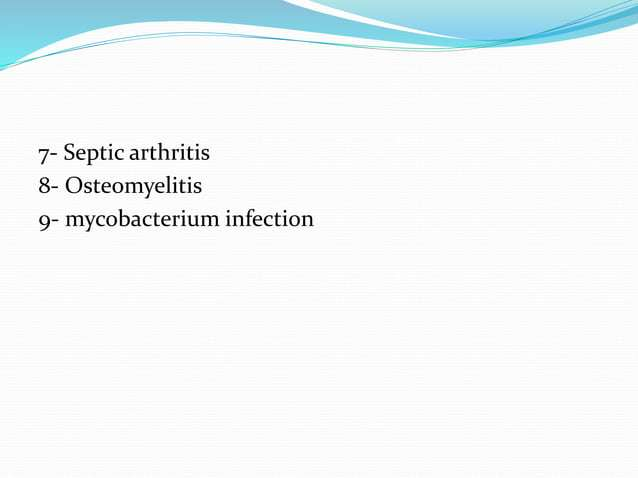 7- Septic arthritis
8- Osteomyelitis
9- mycobacterium infection